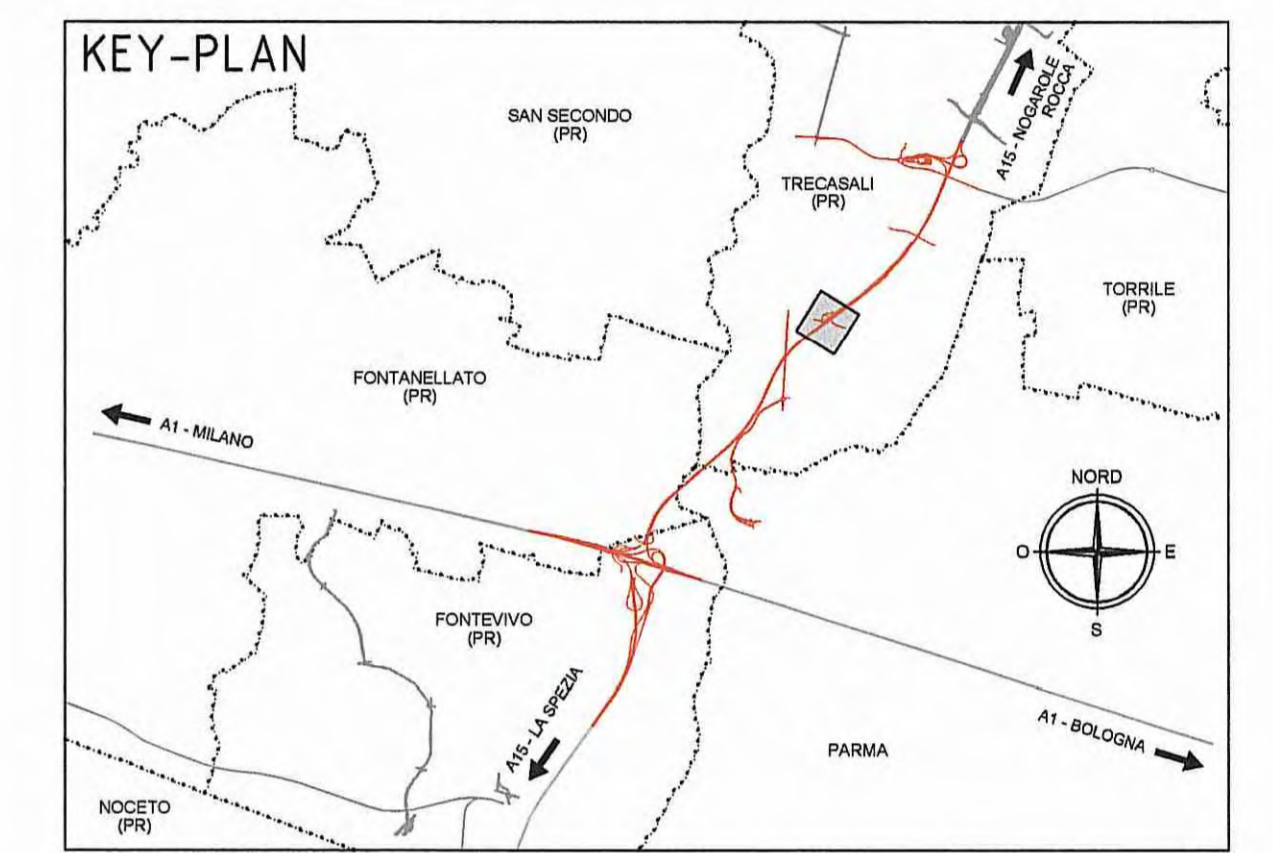 KEY-PLAN
SAN SECONDO
(PR)
A15 - NOGAROLE
ROCCA
TRECASALI
(PR)
TORRILE
(PR)
FONTANELLATO
(PR)
A1 - MILANO
NORD
O
E
S
FONTEVIVO
(PR)
A15 - LA SPEZIA
A1 - BOLOGNA
PARMA
NOCETO
(PR)